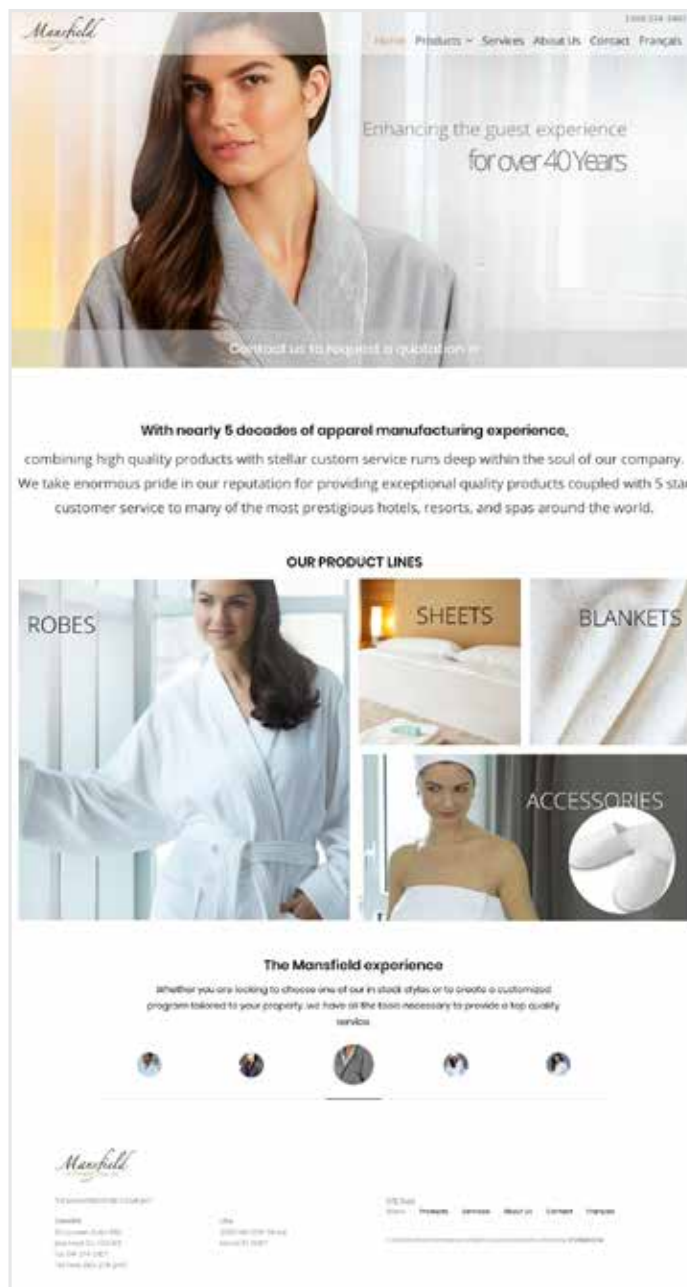 Mansfield
Home Products Services About Us Contact Français
Enhancing the guest experience
for over 40 Years
Contact us to request a quotation
With nearly 5 decades of apparel manufacturing experience,
combining high quality products with stellar custom service runs deep within the soul of our company.
We take enormous pride in our reputation for providing exceptional quality products coupled with 5 star
customer service to many of the most prestigious hotels, resorts, and spas around the world.
OUR PRODUCT LINES
ROBES
SHEETS
BLANKETS
ACCESSORIES
The Mansfield experience
Whether you are looking to choose one of our in stock styles or to create a customized
program tailored to your property, we have all the tools necessary to provide a top quality
service
Mansfield
Products Services About us Contact Français